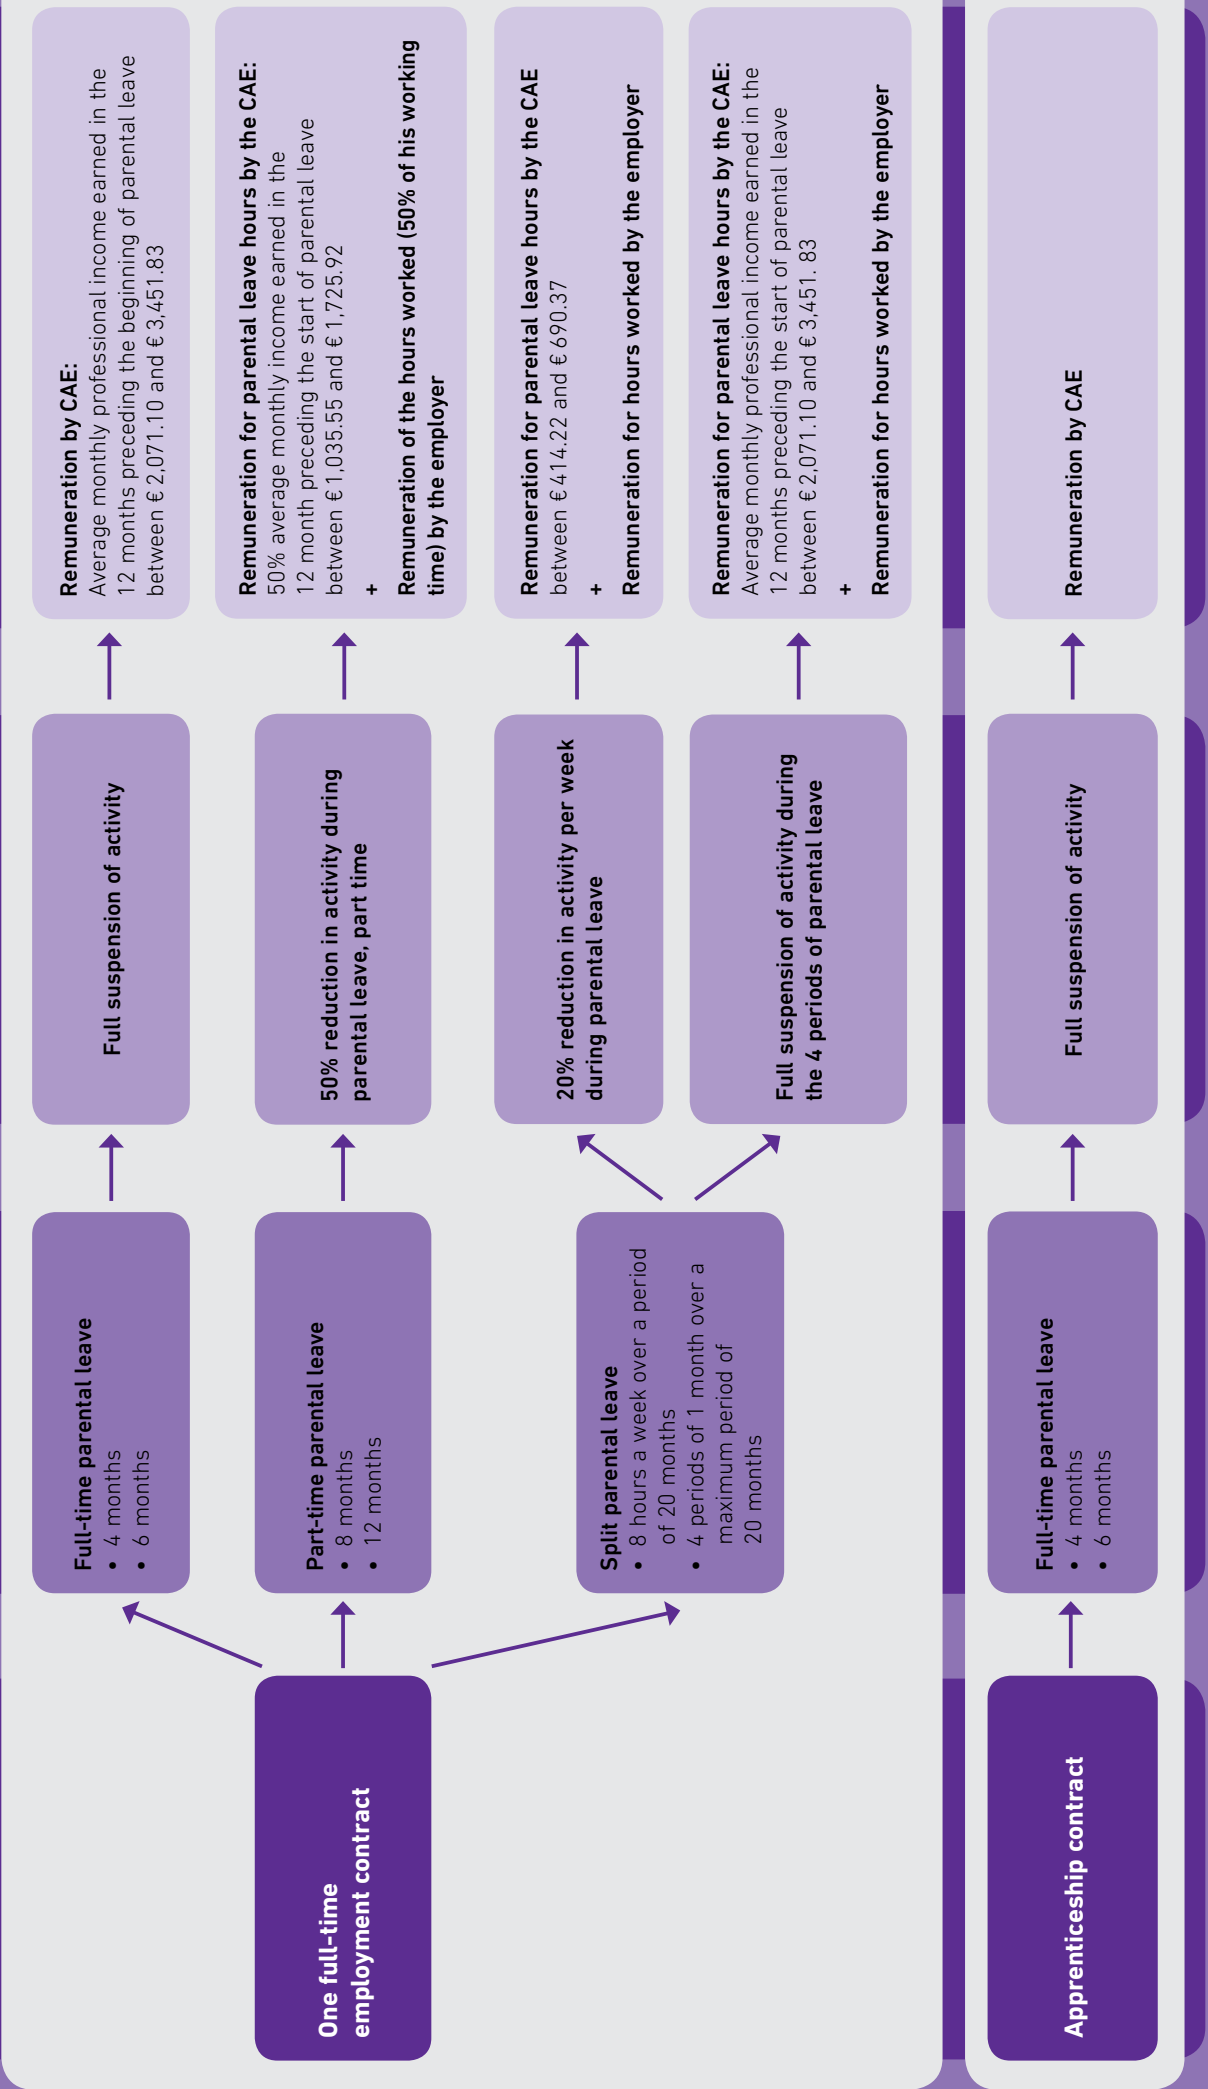 One full-time
employment contract
Full-time parental leave
• 4 months
• 6 months
Full suspension of activity
Remuneration by CAE:
Average monthly professional income earned in the
12 months preceding the beginning of parental leave
between € 2,071.10 and € 3,451.83
Part-time parental leave
• 8 months
• 12 months
50% reduction in activity during
parental leave, part time
Remuneration for parental leave hours by the CAE:
50% average monthly income earned in the
12 month preceding the start of parental leave
between € 1,035.55 and € 1,725.92
+
Remuneration of the hours worked (50% of his working
time) by the employer
Split parental leave
• 8 hours a week over a period
of 20 months
• 4 periods of 1 month over a
maximum period of
20 months
20% reduction in activity per week
during parental leave
Remuneration for parental leave hours by the CAE
between € 414.22 and € 690.37
+
Remuneration for hours worked by the employer
Full suspension of activity during
the 4 periods of parental leave
Remuneration for parental leave hours by the CAE:
Average monthly professional income earned in the
12 months preceding the start of parental leave
between € 2,071.10 and € 3,451. 83
+
Remuneration for hours worked by the employer
Apprenticeship contract
Full-time parental leave
• 4 months
• 6 months
Full suspension of activity
Remuneration by CAE